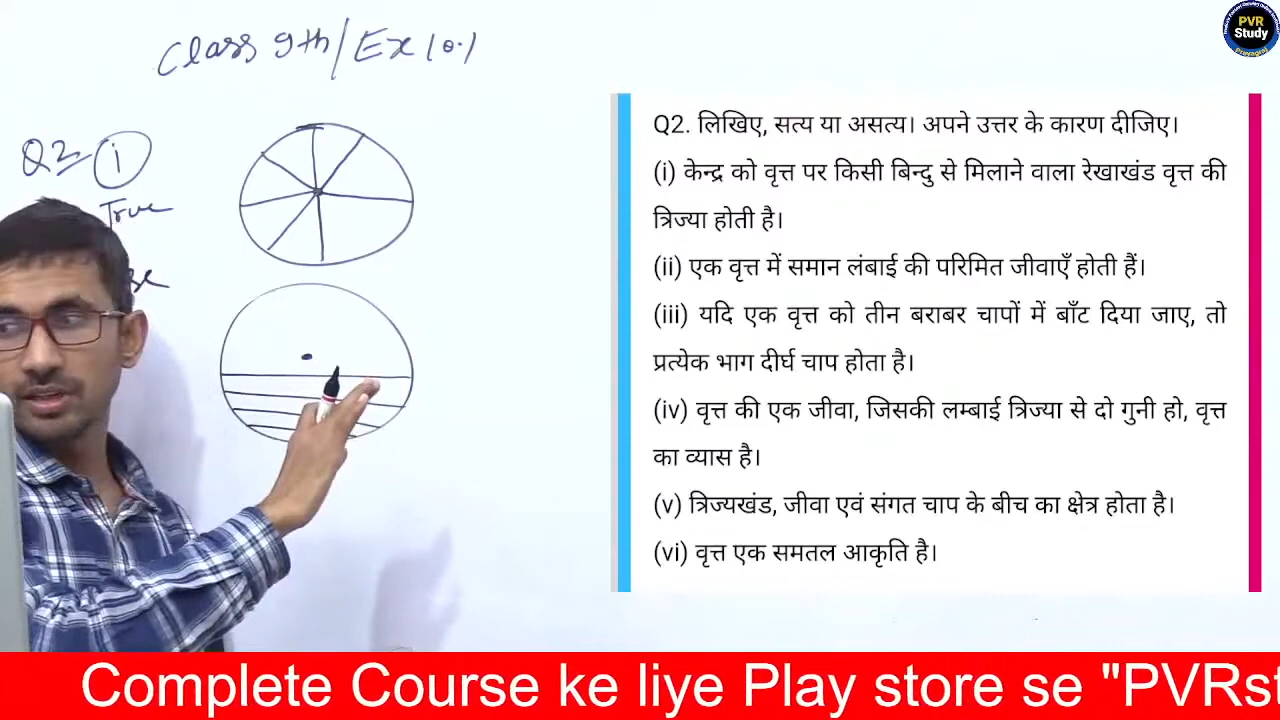 Class 9th/Ex 10.1
PVR
Study
Prayagraj
Q2 i
True
Q2. लिखिए, सत्य या असत्य। अपने उत्तर के कारण दीजिए।
(i) केन्द्र को वृत्त पर किसी बिन्दु से मिलाने वाला रेखाखंड वृत्त की
त्रिज्या होती है।
(ii) एक वृत्त में समान लंबाई की परिमित जीवाएँ होती हैं।
(iii) यदि एक वृत्त को तीन बराबर चापों में बाँट दिया जाए, तो
प्रत्येक भाग दीर्घ चाप होता है।
(iv) वृत्त की एक जीवा, जिसकी लम्बाई त्रिज्या से दो गुनी हो, वृत्त
का व्यास है।
(v) त्रिज्यखंड, जीवा एवं संगत चाप के बीच का क्षेत्र होता है।
(vi) वृत्त एक समतल आकृति है।
Complete Course ke liye Play store se "PVRst